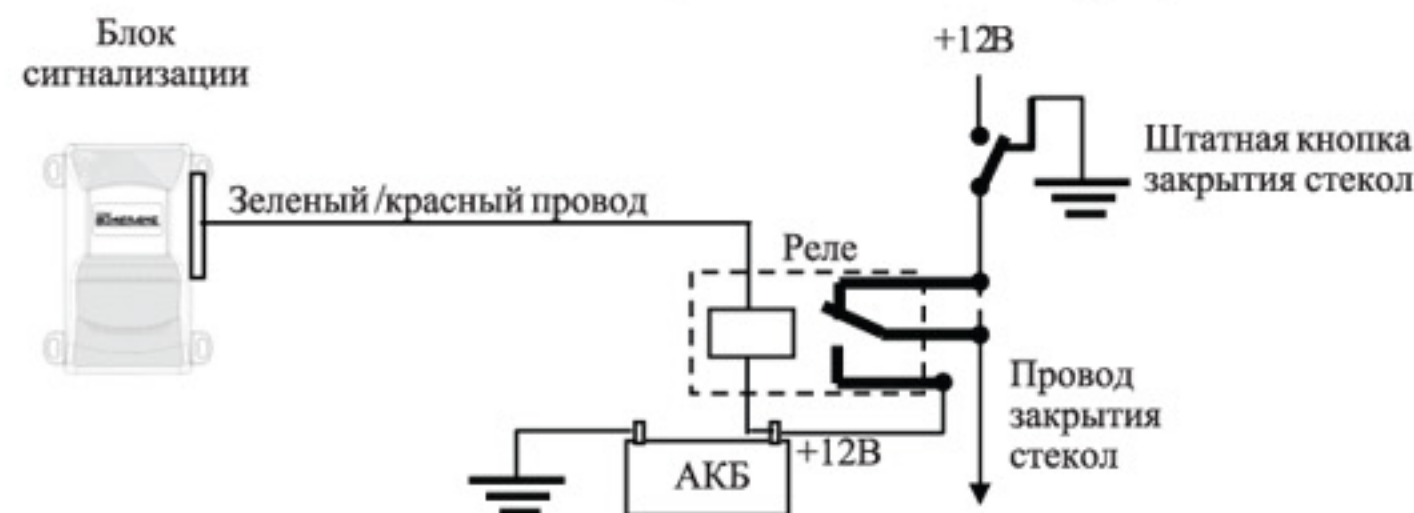 Блок
сигнализации
+12В
Штатная кнопка
закрытия стекол
Зеленый/красный провод
Реле
Провод
закрытия
стекол
+12В
АКБ